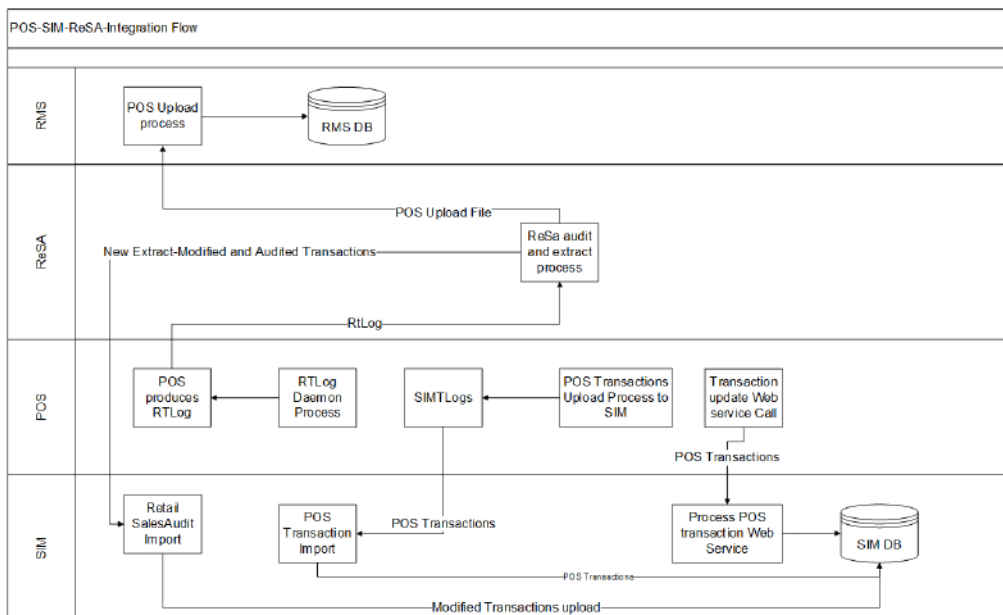 POS-SIM-ReSA-Integration Flow
RMS
POS Upload
process
RMS DB
ReSA
POS Upload File
ReSa audit
and extract
process
New Extract-Modified and Audited Transactions
RtLog
POS
POS
produces
RTLog
RTLog
Daemon
Process
SIMTLogs
POS Transactions
Upload Process to
SIM
Transaction
update Web
service Call
POS Transactions
SIM
Retail
SalesAudit
Import
POS
Transaction
Import
POS Transactions
Process POS
transaction Web
Service
SIM DB
POS Transactions
Modified Transactions upload